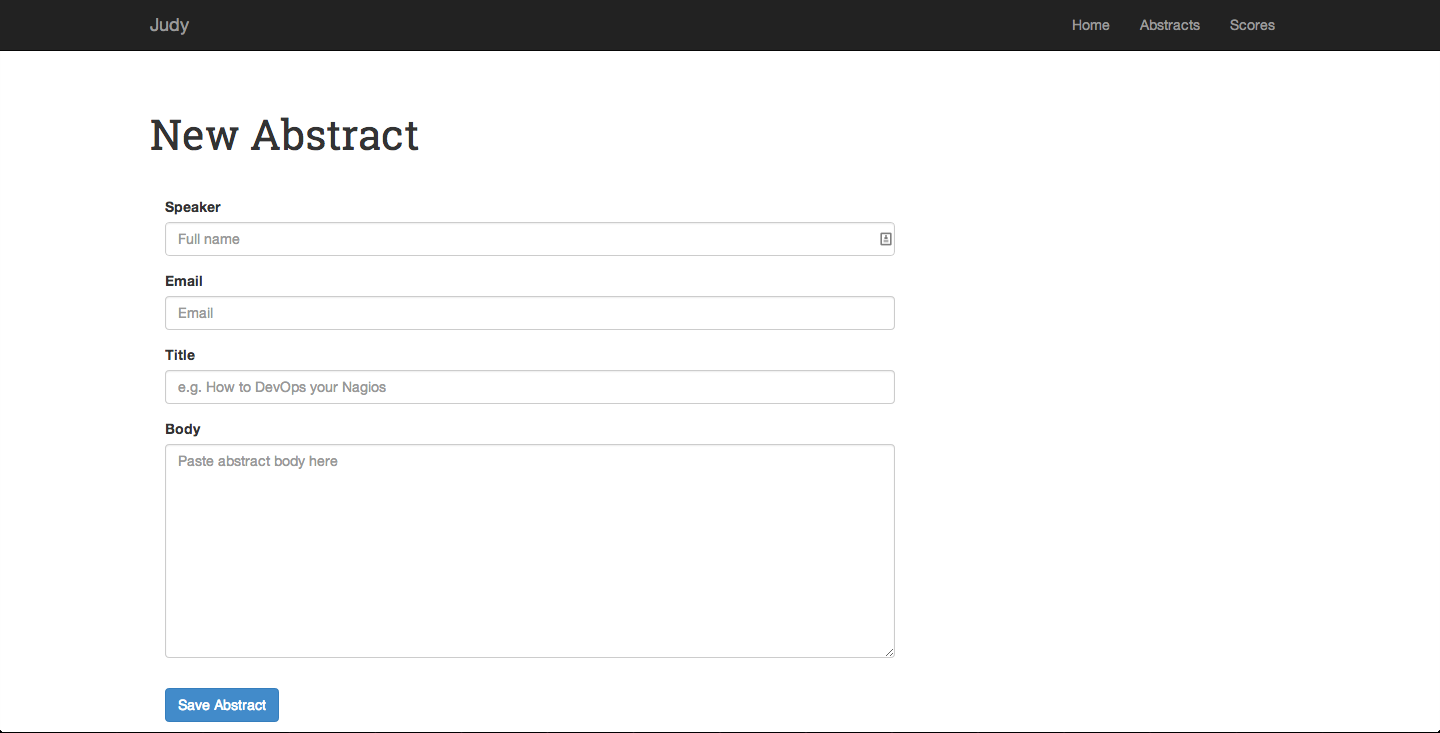 Judy Home Abstracts Scores
New Abstract
Speaker
Full name
Email
Email
Title
e.g. How to DevOps your Nagios
Body
Paste abstract body here
Save Abstract